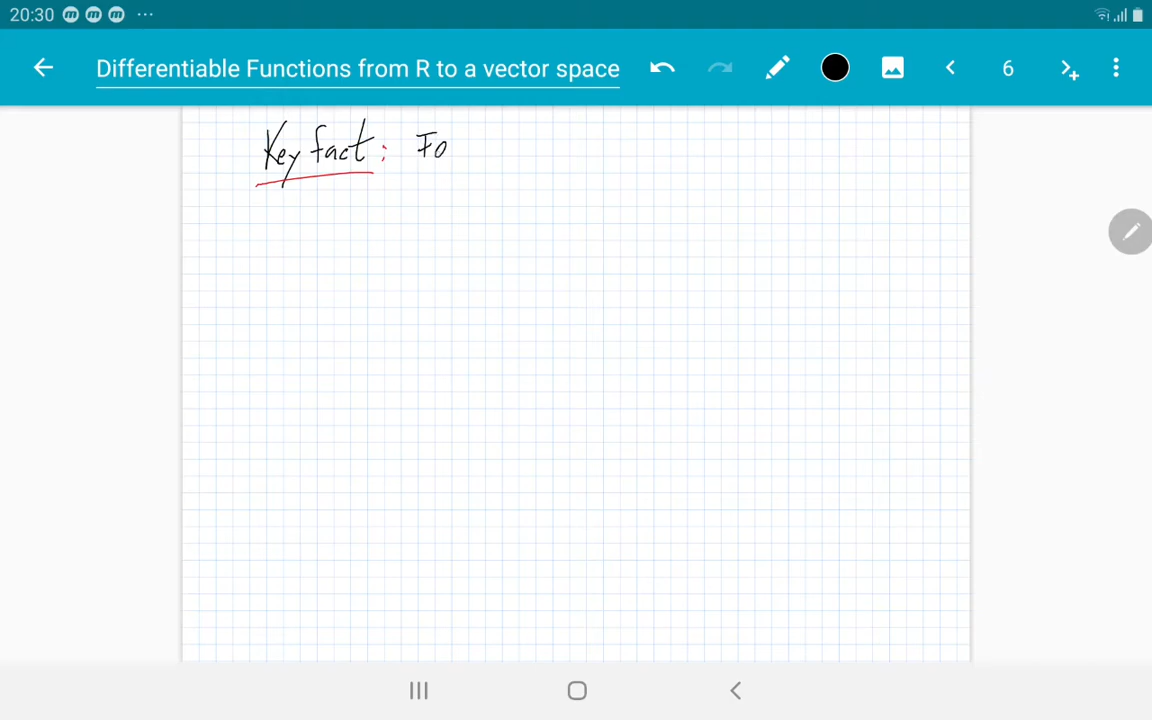 20:30
Differentiable Functions from R to a vector space 6
Key fact: Fo